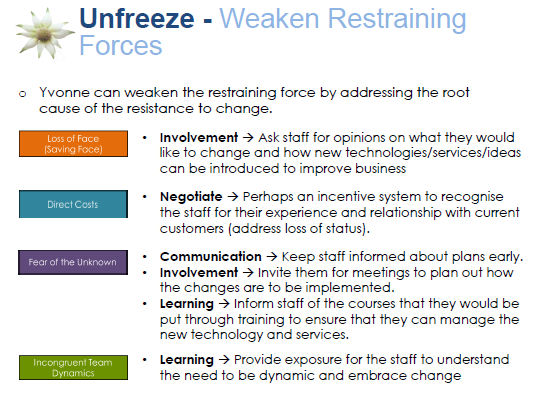 Unfreeze - Weaken Restraining
Forces
o Yvonne can weaken the restraining force by addressing the root
cause of the resistance to change.
Loss of Face
(Saving Face)
• Involvement → Ask staff for opinions on what they would
like to change and how new technologies/services/ideas
can be introduced to improve business
Direct Costs
• Negotiate → Perhaps an incentive system to recognise
the staff for their experience and relationship with current
customers (address loss of status).
Fear of the Unknown
• Communication → Keep staff informed about plans early.
• Involvement → Invite them for meetings to plan out how
the changes are to be implemented.
• Learning → Inform staff of the courses that they would be
put through training to ensure that they can manage the
new technology and services.
Incongruent Team
Dynamics
• Learning → Provide exposure for the staff to understand
the need to be dynamic and embrace change